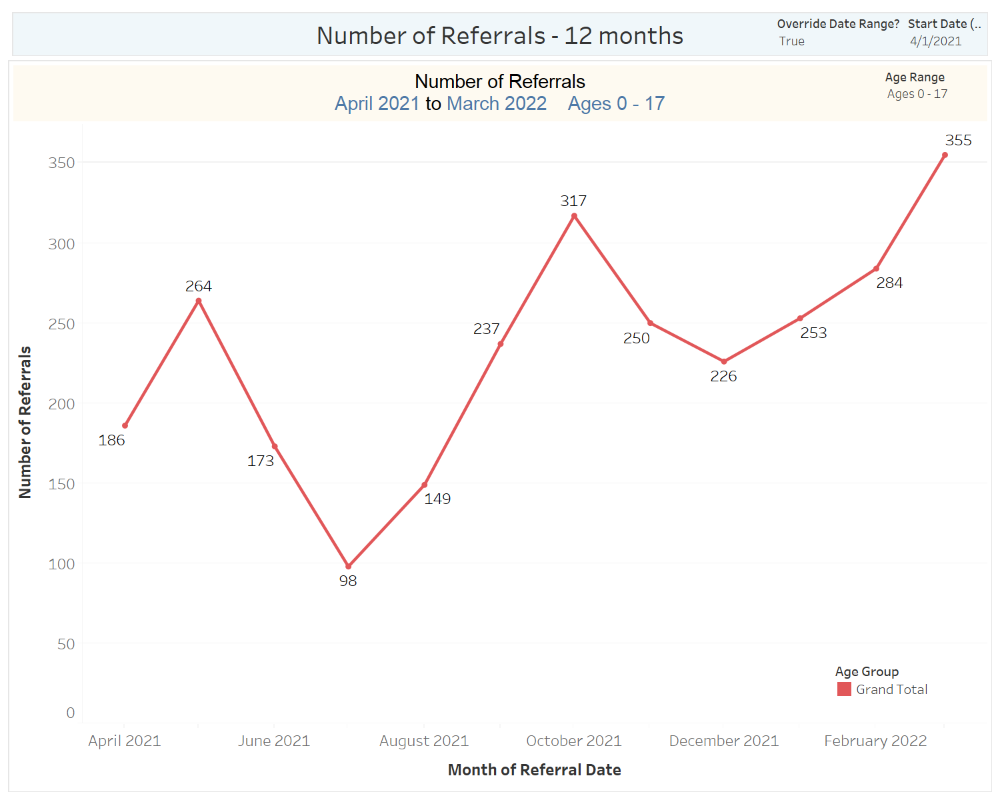 Number of Referrals - 12 months
Override Date Range? Start Date (..
True 4/1/2021
Number of Referrals
April 2021 to March 2022 Ages 0 - 17
Age Range
Ages 0 - 17
Number of Referrals
350
300
250
200
150
100
50
0
186
264
173
98
149
237
317
250
226
253
284
355
Age Group
Grand Total
April 2021 June 2021 August 2021 October 2021 December 2021 February 2022
Month of Referral Date